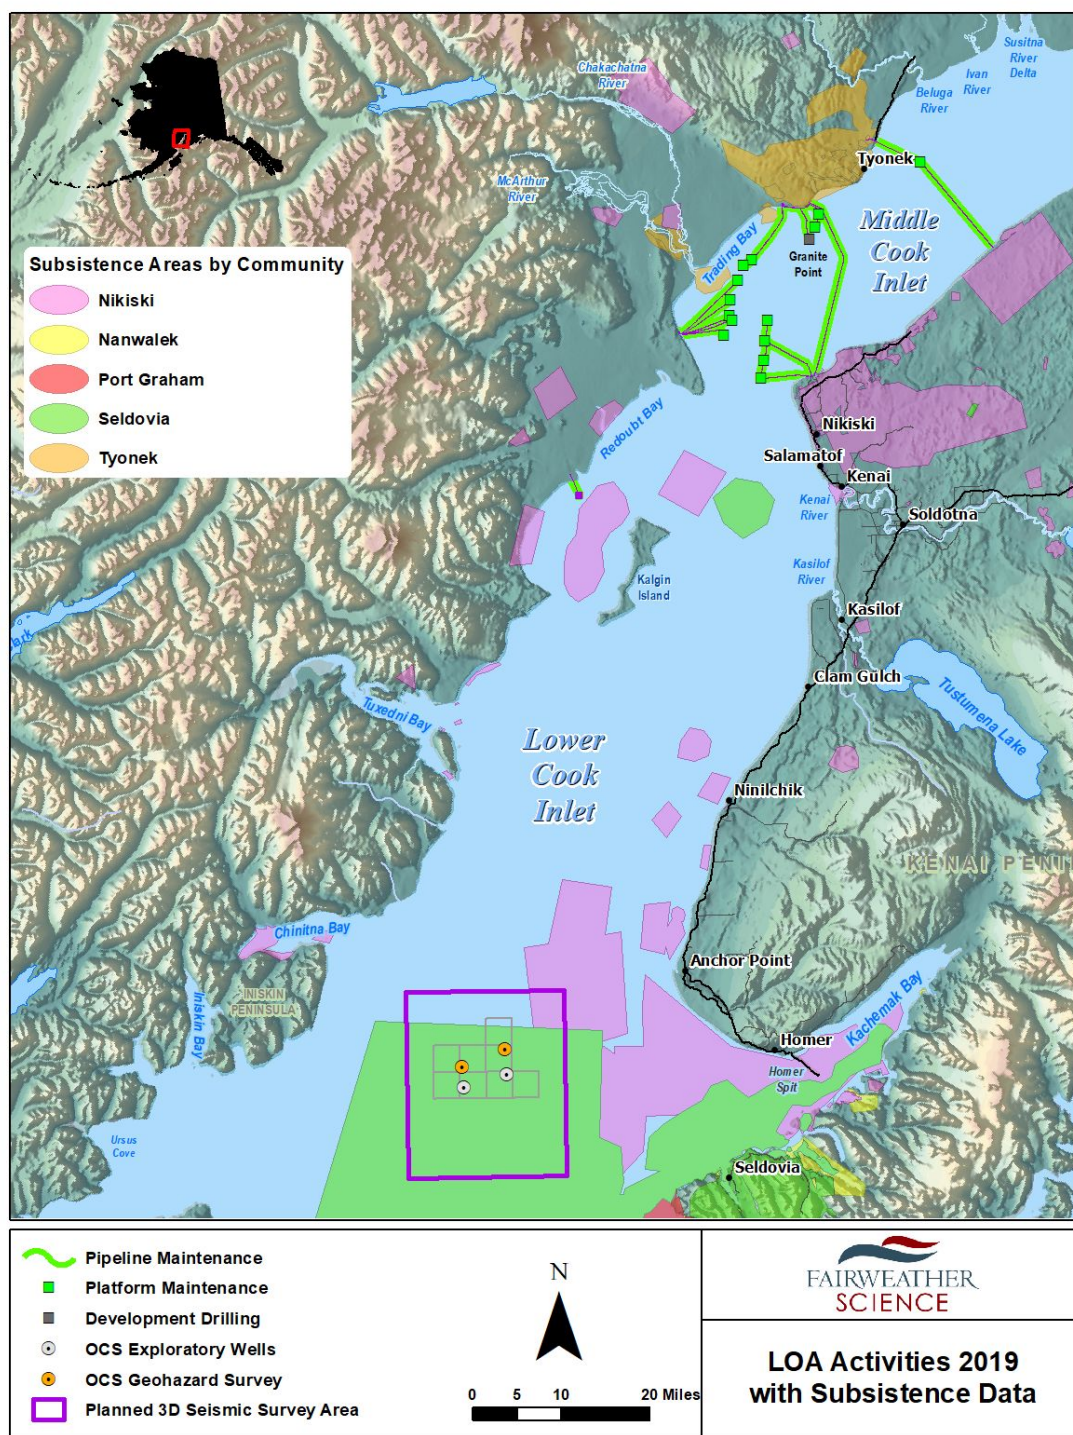 Susitna
River
Delta
Ivan
River
Beluga
River
Chakachatna
River
McArthur
River
Tyonek
Middle
Cook
Inlet
Trading Bay
Granite
Point
Subsistence Areas by Community
Nikiski
Nanwalek
Port Graham
Seldovia
Tyonek
Redoubt Bay
Nikiski
Salamatof
Kenai
Kenai
River
Soldotna
Kasilof
River
Kalgin
Island
Kasilof
Clam Gulch
Tustumena Lake
Tuxedni Bay
Lower
Cook
Inlet
Ninilchik
KENAI PENI
Chinitna Bay
Anchor Point
INISKIN
PENINSULA
Iniskin Bay
Kachemak Bay
Homer
Homer
Spit
Ursus
Cove
Seldovia
Pipeline Maintenance
Platform Maintenance
Development Drilling
OCS Exploratory Wells
OCS Geohazard Survey
Planned 3D Seismic Survey Area
N
0 5 10 20 Miles
FAIRWEATHER
SCIENCE
LOA Activities 2019
with Subsistence Data